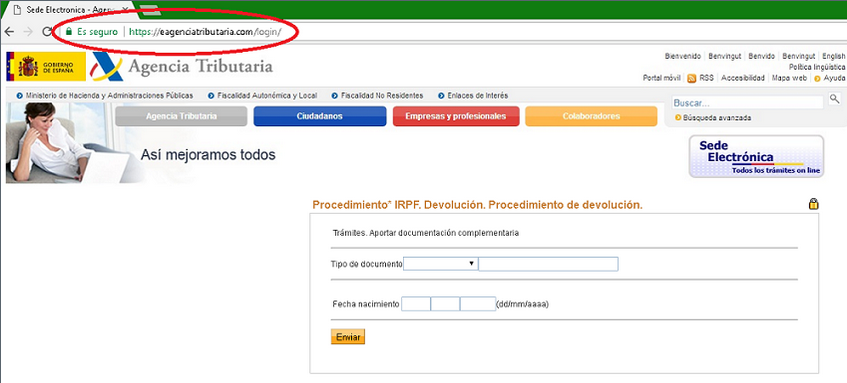 Sede Electronica - Agen
Es seguro | https://eagenciatributaria.com/login/
GOBIERNO
DE ESPAÑA
Agencia Tributaria
Bienvenido | Benvingut | Benvido | Benvingut | English
Política lingüística
Portal móvil | RSS | Accesibilidad | Mapa web | Ayuda
Ministerio de Hacienda y Administraciones Públicas Fiscalidad Autonómica y Local Fiscalidad No Residentes Enlaces de Interés
Buscar...
Búsqueda avanzada
Agencia Tributaria Ciudadanos Empresas y profesionales Colaboradores
Así mejoramos todos
Sede
Electrónica
Todos los trámites on line
Procedimiento* IRPF. Devolución. Procedimiento de devolución.
Trámites. Aportar documentación complementaria
Tipo de documento
Fecha nacimiento (dd/mm/aaaa)
Enviar